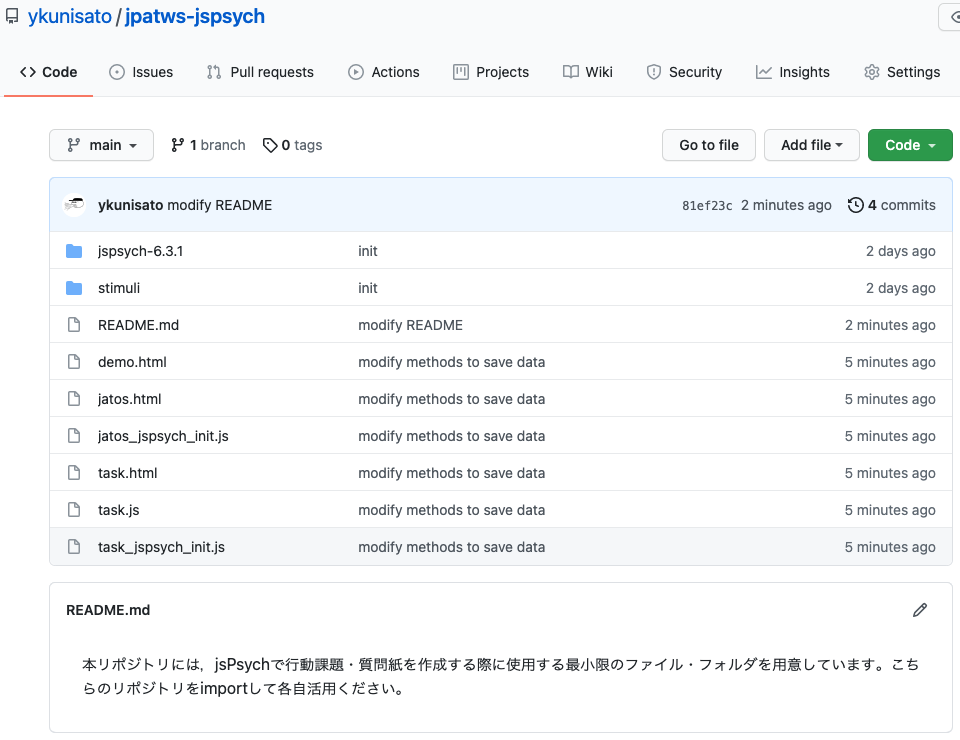 ykunisato / jpatws-jspsych
Code Issues Pull requests Actions Projects Wiki Security Insights Settings
main 1 branch 0 tags Go to file Add file Code
ykunisato modify README 81ef23c 2 minutes ago 4 commits
jspsych-6.3.1 init 2 days ago
stimuli init 2 days ago
README.md modify README 2 minutes ago
demo.html modify methods to save data 5 minutes ago
jatos.html modify methods to save data 5 minutes ago
jatos_jspsych_init.js modify methods to save data 5 minutes ago
task.html modify methods to save data 5 minutes ago
task.js modify methods to save data 5 minutes ago
task_jspsych_init.js modify methods to save data 5 minutes ago
README.md
本リポジトリには，jsPsychで行動課題・質問紙を作成する際に使用する最小限のファイル・フォルダを用意しています。こち
らのリポジトリをimportして各自活用ください。